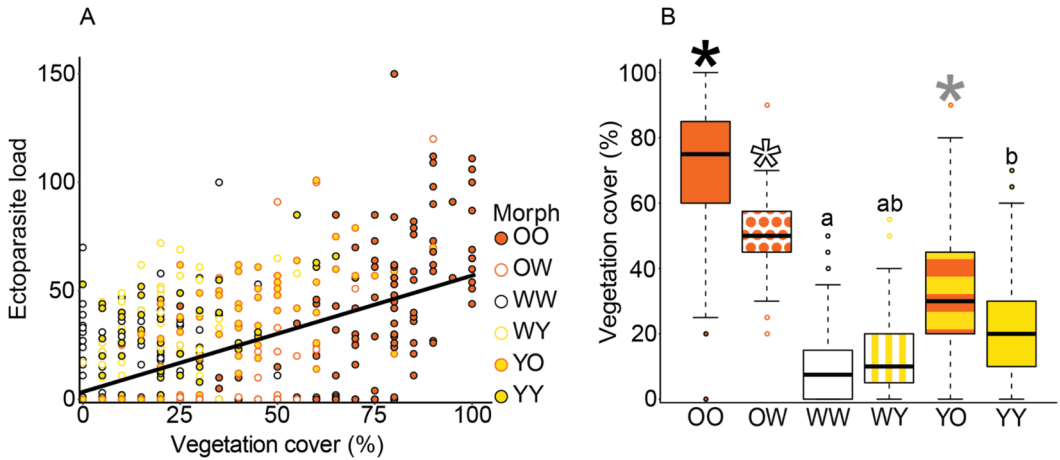 A
Ectoparasite load
150
100
50
0
0
25
50
75
100
Vegetation cover (%)
Morph
OO
OW
WW
WY
YO
YY
B
Vegetation cover (%)
100
80
60
40
20
0
*
*
a
ab
*
b
OO
OW
WW
WY
YO
YY